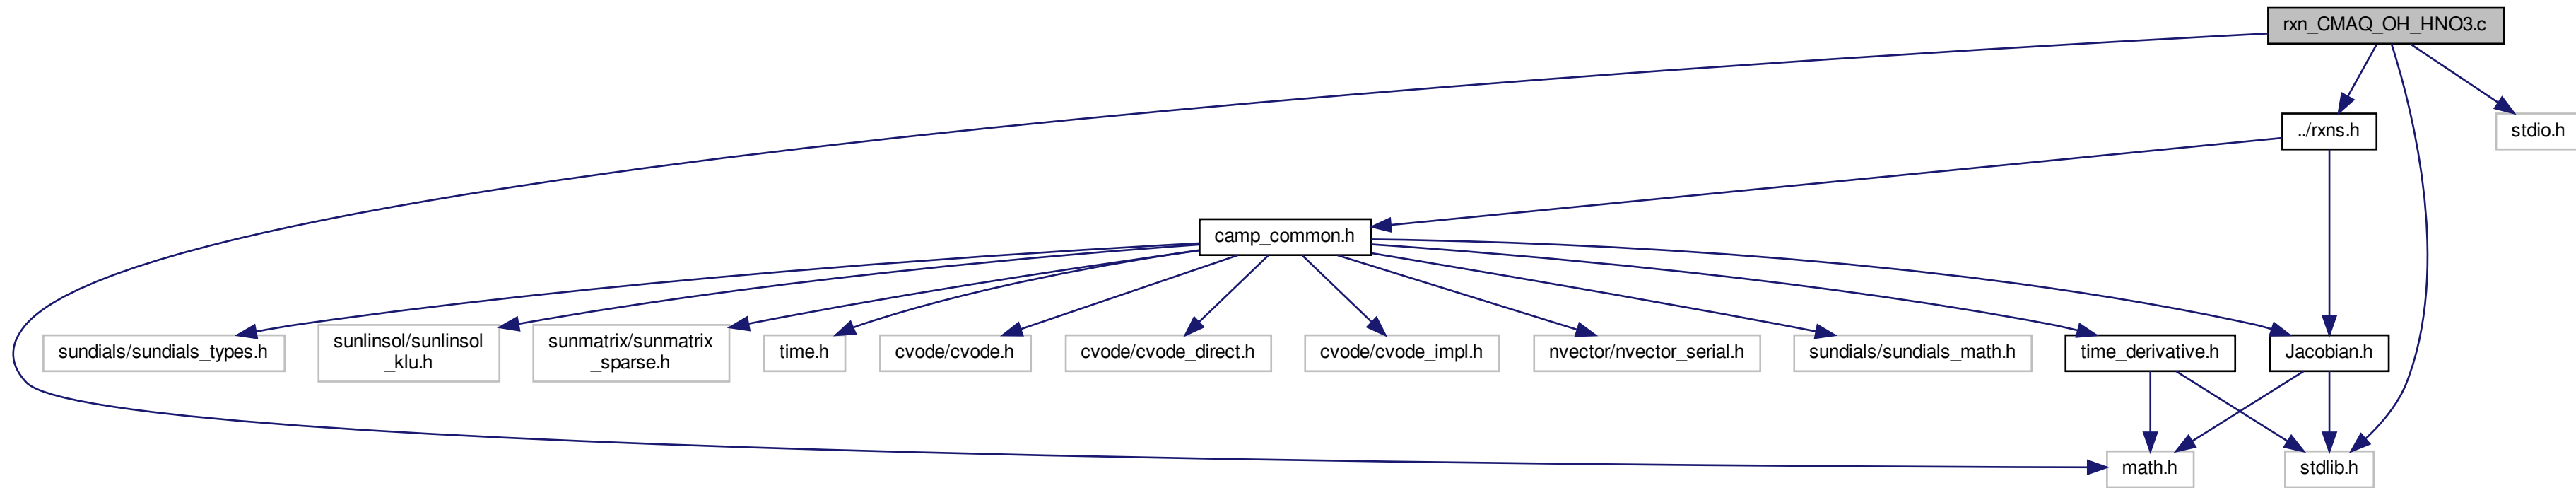 rxn_CMAQ_OH_HNO3.c
../rxns.h
stdio.h
camp_common.h
sundials/sundials_types.h
sunlinsol/sunlinsol
_klu.h
sunmatrix/sunmatrix
_sparse.h
time.h
cvode/cvode.h
cvode/cvode_direct.h
cvode/cvode_impl.h
nvector/nvector_serial.h
sundials/sundials_math.h
time_derivative.h
Jacobian.h
math.h
stdlib.h